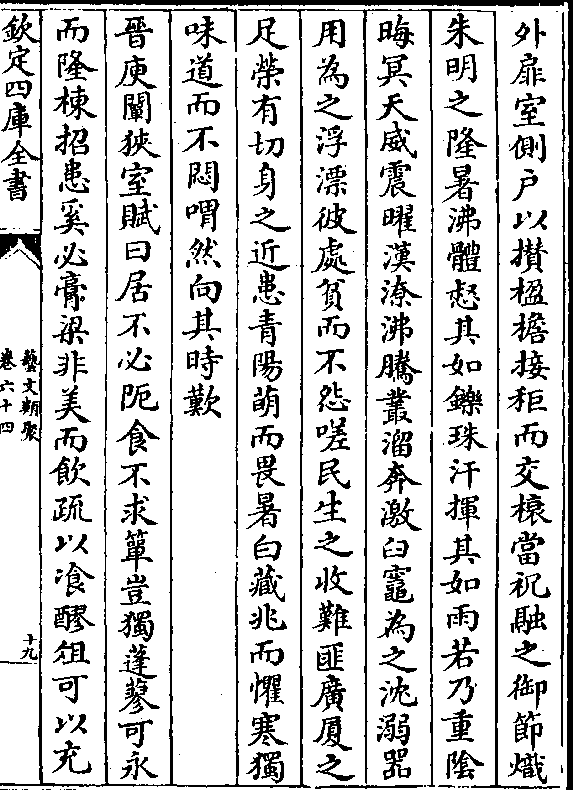 外扉室側戶以攅楹檐接秬而交榱當祝融之御節熾
朱明之隆暑沸體惄其如鑠珠汗揮其如雨若乃重陰
晦冥天威震曜漢潦沸騰叢溜奔激臼竈為之沈溺器
用為之浮漂彼處貧而不怨嗟民生之收難匪廣厦之
足榮有切身之近患青陽萌而畏暑白藏兆而懼寒獨
味道而不悶喟然向其時歎
晉庾闡狹室賦曰居不必阨食不求簞豈獨蓬蓼可永
而隆棟招患奚必膏粱非美而飲疏以飡醪俎可以充
欽定四庫全書
藝文類聚
卷六十四
十九